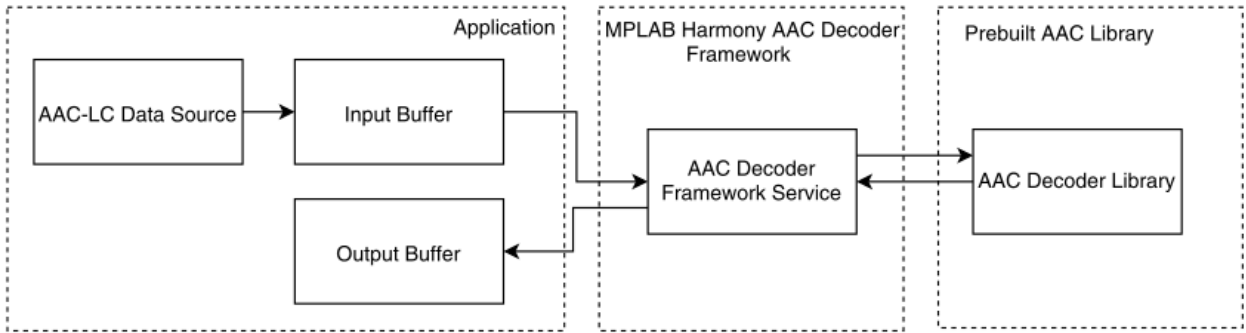 Application
AAC-LC Data Source
Input Buffer
Output Buffer
MPLAB Harmony AAC Decoder
Framework
AAC Decoder
Framework Service
Prebuilt AAC Library
AAC Decoder Library